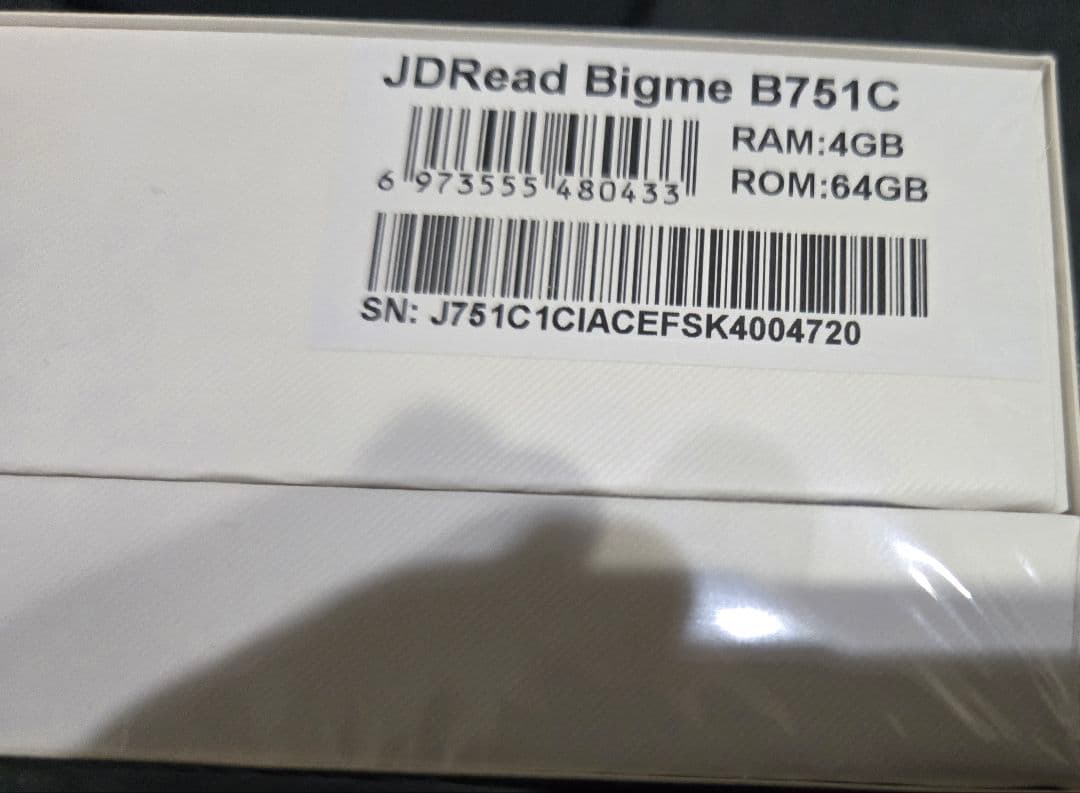 JDRead Bigme B751C
RAM:4GB
6 973555 480433
ROM:64GB
SN: J751C1CIACEFSK4004720